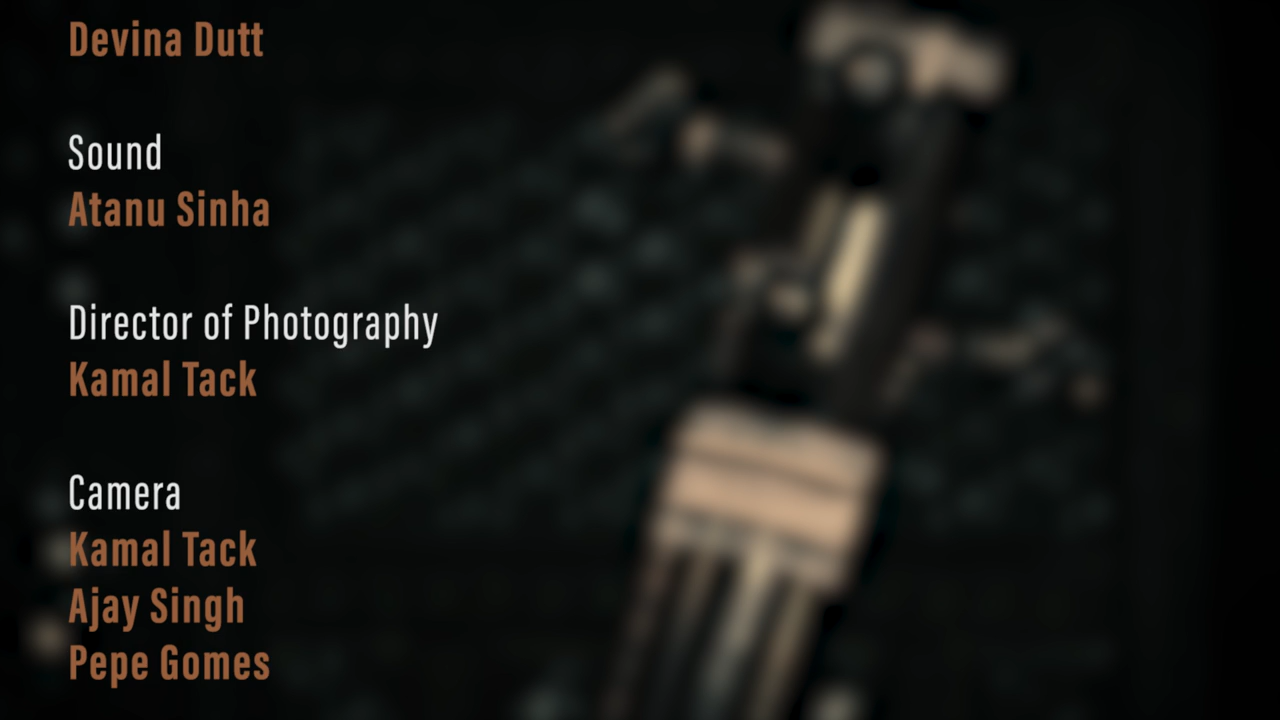 Devina Dutt
Sound
Atanu Sinha
Director of Photography
Kamal Tack
Camera
Kamal Tack
Ajay Singh
Pepe Gomes